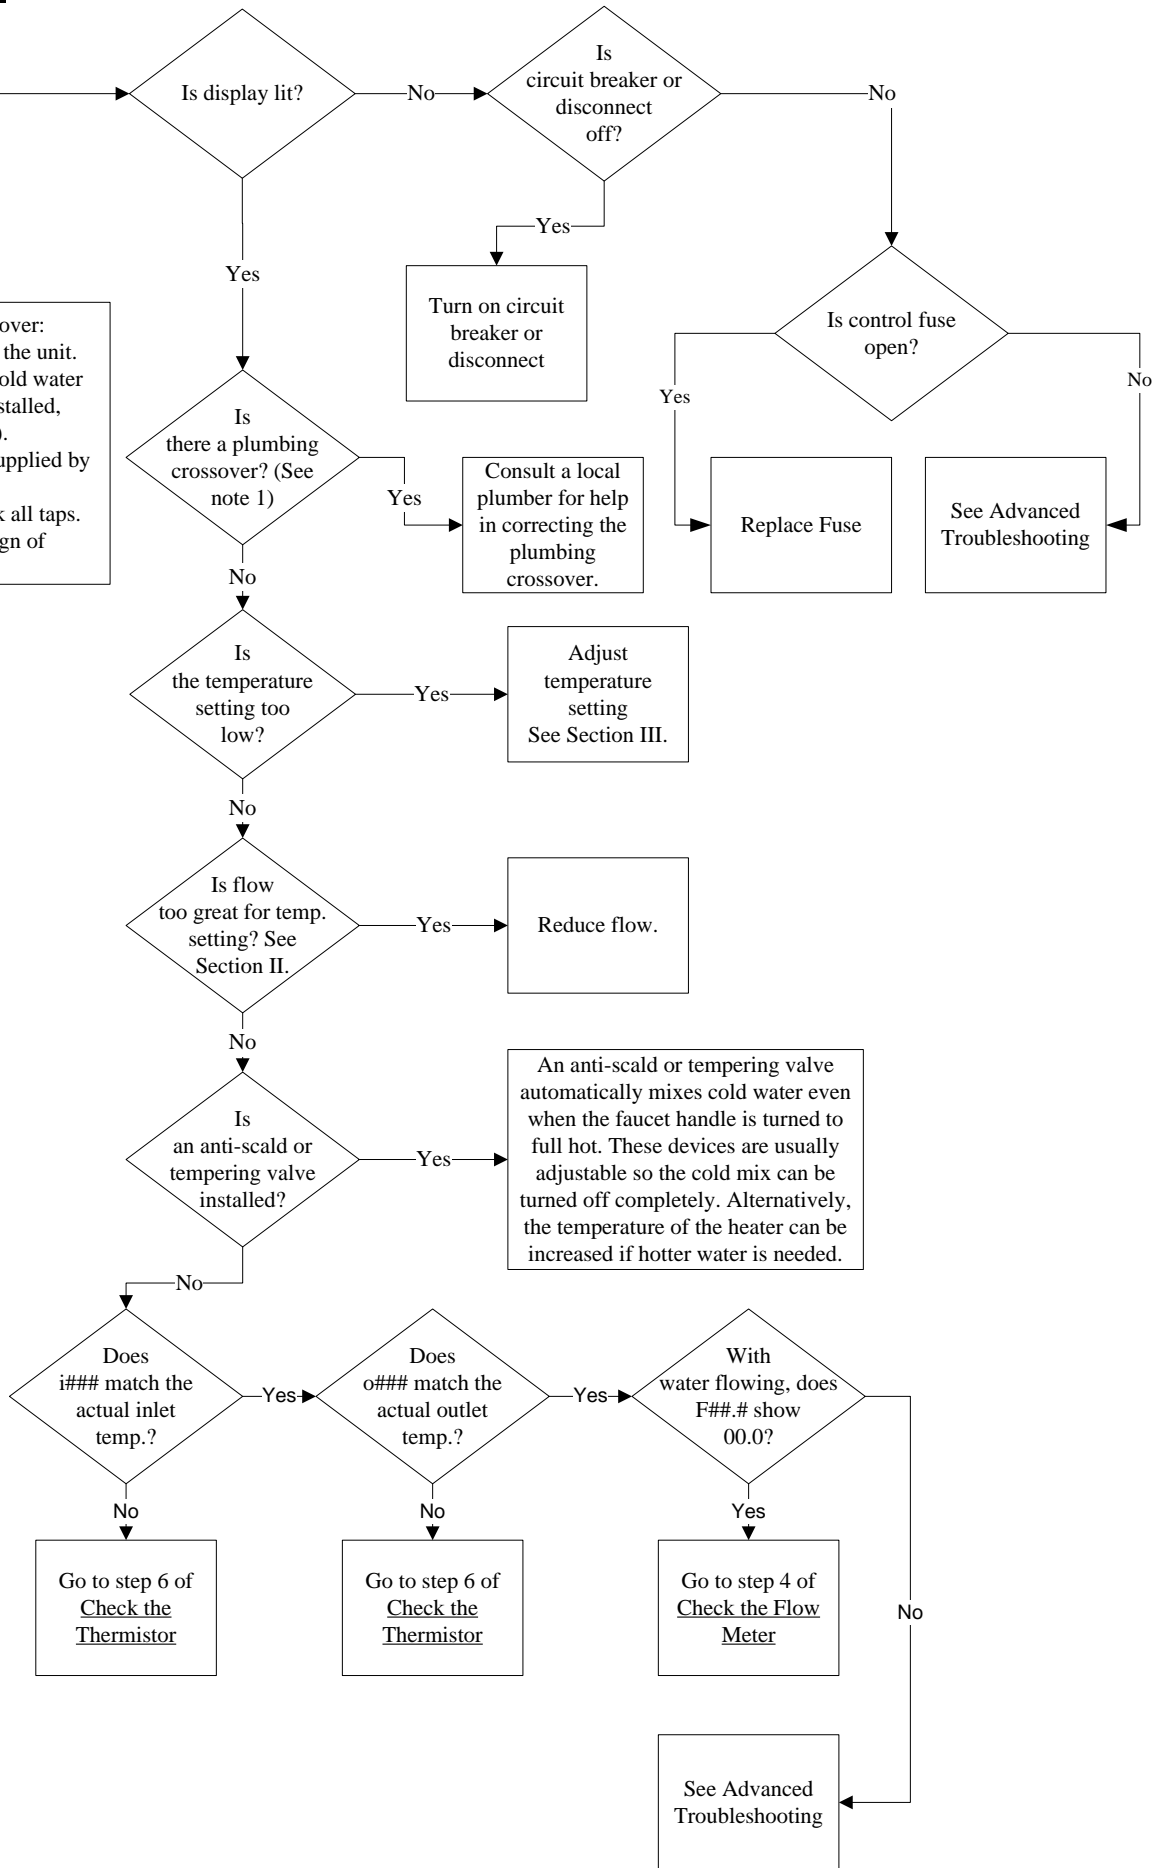 Is display lit?
No
Is
circuit breaker or
disconnect
off?
No
Yes
Yes
Turn on circuit
breaker or
disconnect
Is control fuse
open?
Yes
No
over:
the unit.
old water
stalled,
).
upplied by
k all taps.
gn of
Is
there a plumbing
crossover? (See
note 1)
Yes
Consult a local
plumber for help
in correcting the
plumbing
crossover.
Replace Fuse
See Advanced
Troubleshooting
No
Is
the temperature
setting too
low?
Yes
Adjust
temperature
setting
See Section III.
No
Is flow
too great for temp.
setting? See
Section II.
Yes
Reduce flow.
No
Is
an anti-scald or
tempering valve
installed?
Yes
An anti-scald or tempering valve
automatically mixes cold water even
when the faucet handle is turned to
full hot. These devices are usually
adjustable so the cold mix can be
turned off completely. Alternatively,
the temperature of the heater can be
increased if hotter water is needed.
No
Does
i### match the
actual inlet
temp.?
Yes
Does
o### match the
actual outlet
temp.?
Yes
With
water flowing, does
F##.# show
00.0?
No
No
Yes
No
Go to step 6 of
Check the
Thermistor
Go to step 6 of
Check the
Thermistor
Go to step 4 of
Check the Flow
Meter
See Advanced
Troubleshooting